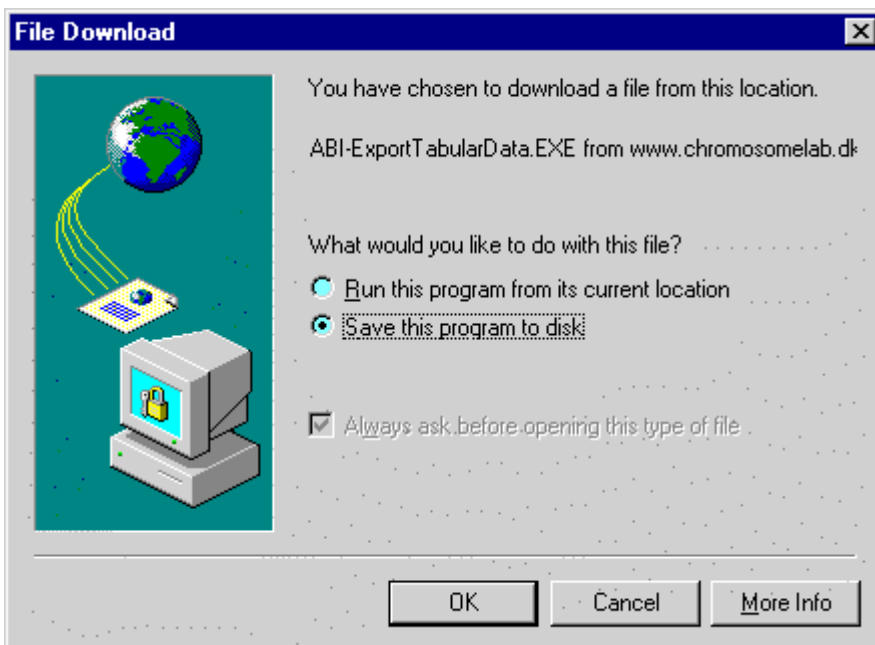 File Download
You have chosen to download a file from this location.
ABI-ExportTabularData.EXE from www.chromosomelab.dk
What would you like to do with this file?
Run this program from its current location
Save this program to disk
Always ask before opening this type of file
OK
Cancel
More Info